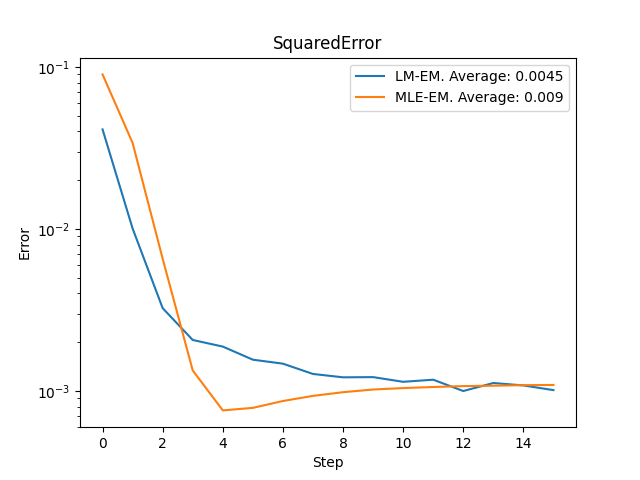 SquaredError
LM-EM. Average: 0.0045
MLE-EM. Average: 0.009
10⁻¹
10⁻²
10⁻³
Error
0 2 4 6 8 10 12 14
Step